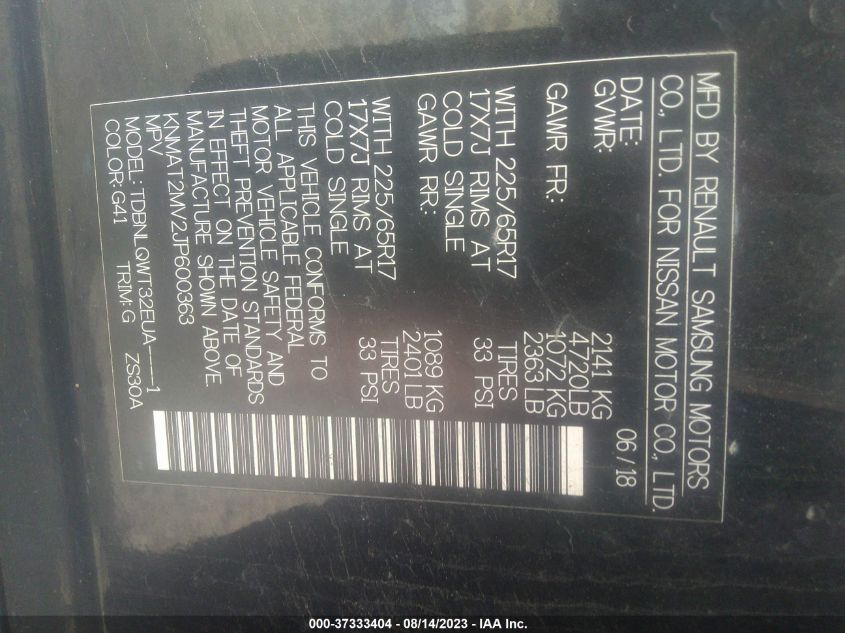 MFD BY RENAULT SAMSUNG MOTORS
CO., LTD. FOR NISSAN MOTOR CO., LTD.
DATE: 06/18
GVWR: 2141 KG
4720LB
GAWR FR: 1072 KG
2363 LB
WITH 225/65R17 TIRES
17X7J RIMS AT 33 PSI
COLD SINGLE
GAWR RR: 1089 KG
2401 LB
WITH 225/65R17 TIRES
17X7J RIMS AT 33 PSI
COLD SINGLE
THIS VEHICLE CONFORMS TO
ALL APPLICABLE FEDERAL
MOTOR VEHICLE SAFETY AND
THEFT PREVENTION STANDARDS
IN EFFECT ON THE DATE OF
MANUFACTURE SHOWN ABOVE.
KNMAT2MV2JP600363
MPV
MODEL: TDBNLQWT32EUA-----1
COLOR: G41 TRIM: G ZS30A
000-37333404 - 08/14/2023 - IAA Inc.